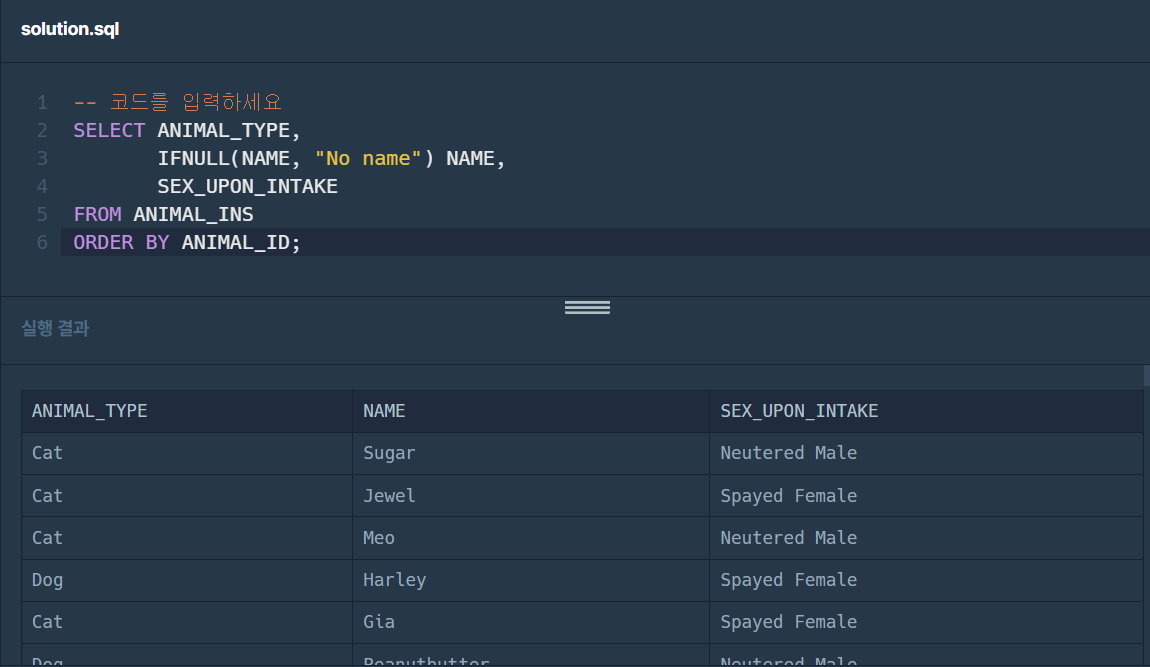 solution.sql
1 -- 코드를 입력하세요
2 SELECT ANIMAL_TYPE,
3 IFNULL(NAME, "No name") NAME,
4 SEX_UPON_INTAKE
5 FROM ANIMAL_INS
6 ORDER BY ANIMAL_ID;
실행 결과
ANIMAL_TYPE NAME SEX_UPON_INTAKE
Cat Sugar Neutered Male
Cat Jewel Spayed Female
Cat Meo Neutered Male
Dog Harley Spayed Female
Cat Gia Spayed Female
Dog Peanutbutter Neutered Male